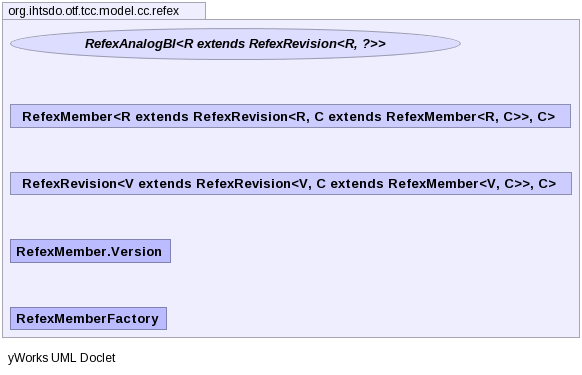 org.ihtsdo.otf.tcc.model.cc.refex
RefexAnalogBI<R extends RefexRevision<R, ?>>
RefexMember<R extends RefexRevision<R, C extends RefexMember<R, C>>, C>
RefexRevision<V extends RefexRevision<V, C extends RefexMember<V, C>>, C>
RefexMember.Version
RefexMemberFactory
yWorks UML Doclet